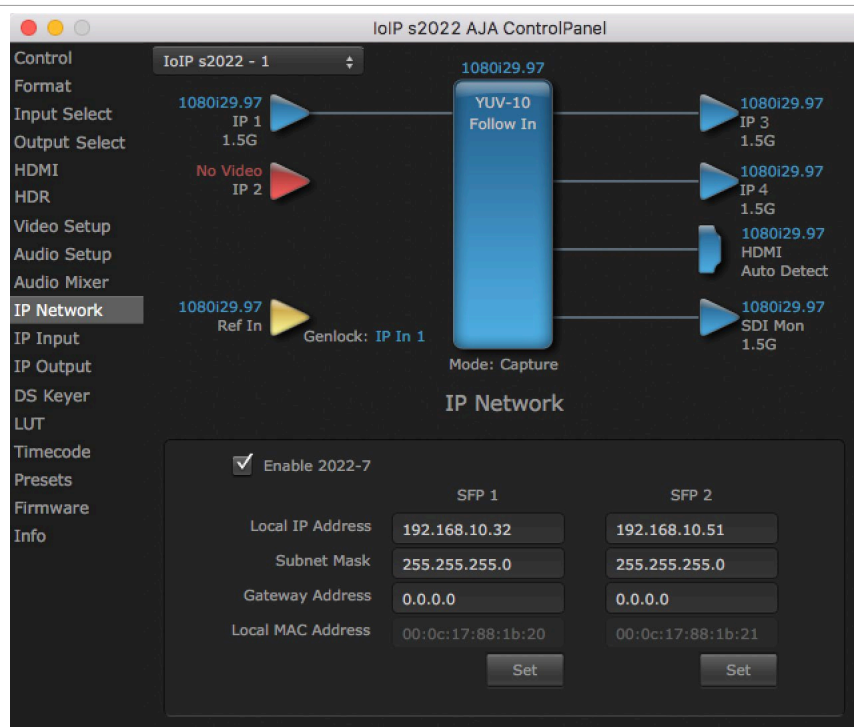 IoIP s2022 AJA ControlPanel
Control
Format
Input Select
Output Select
HDMI
HDR
Video Setup
Audio Setup
Audio Mixer
IP Network
IP Input
IP Output
DS Keyer
LUT
Timecode
Presets
Firmware
Info
IoIP s2022 - 1
1080i29.97
IP 1
1.5G
No Video
IP 2
1080i29.97
Ref In
Genlock: IP In 1
1080i29.97
YUV-10
Follow In
Mode: Capture
1080i29.97
IP 3
1.5G
1080i29.97
IP 4
1.5G
1080i29.97
HDMI
Auto Detect
1080i29.97
SDI Mon
1.5G
IP Network
Enable 2022-7
SFP 1 SFP 2
Local IP Address 192.168.10.32 192.168.10.51
Subnet Mask 255.255.255.0 255.255.255.0
Gateway Address 0.0.0.0 0.0.0.0
Local MAC Address 00:0c:17:88:1b:20 00:0c:17:88:1b:21
Set Set